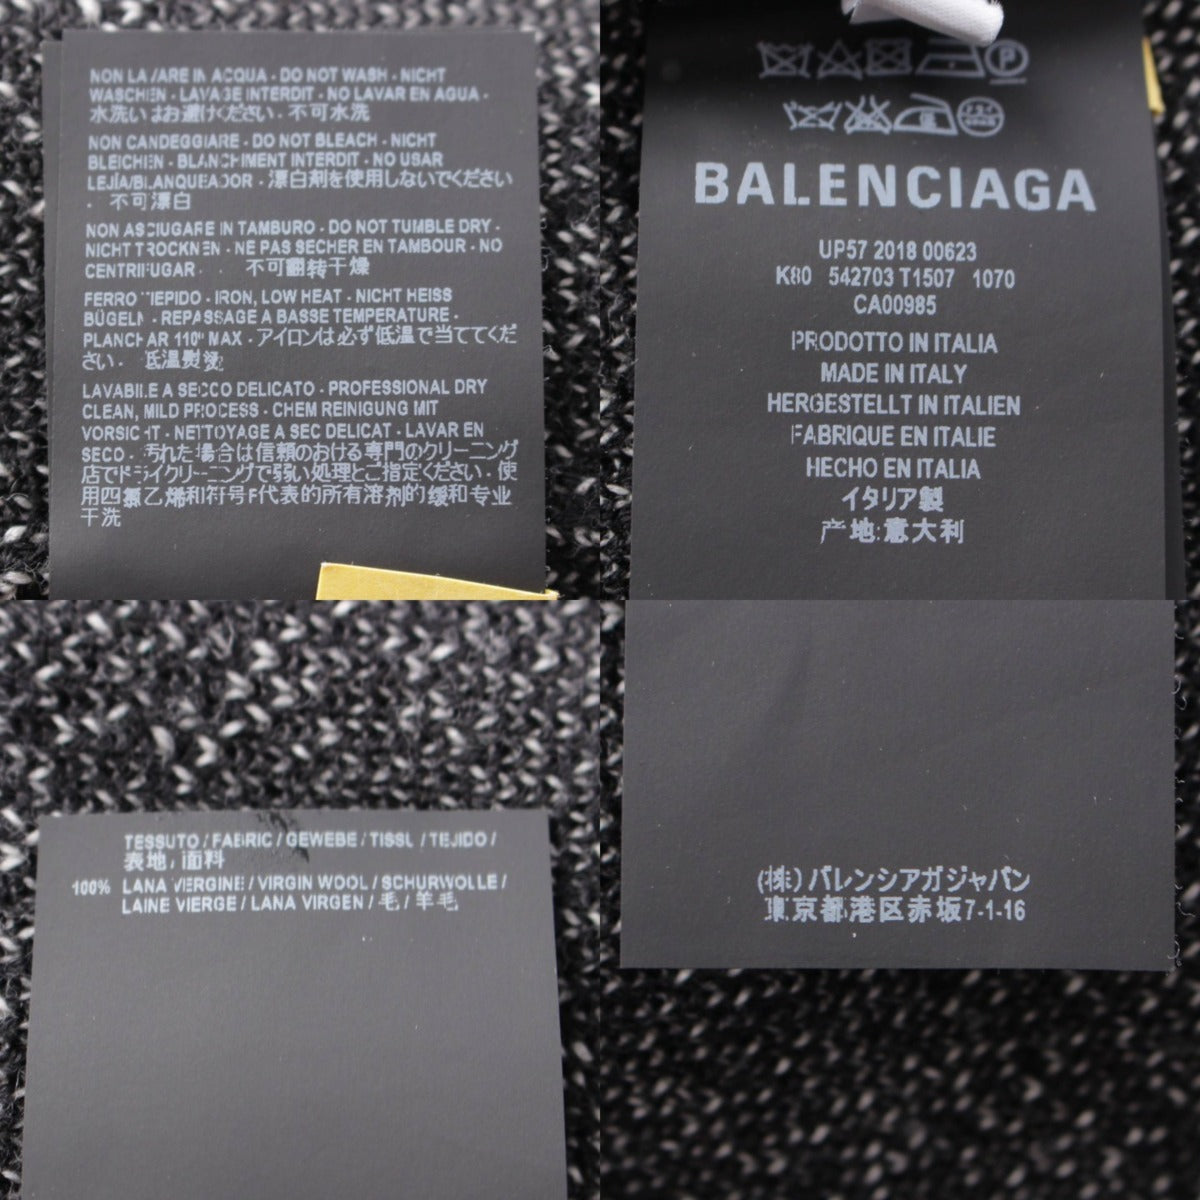 NON LAVARE IN ACQUA - DO NOT WASH - NICHT
WASCHEN - LAVAGE INTERDIT - NO LAVAR EN AGUA -
水洗いはお避けください. 不可水洗
NON CANDEGGIARE - DO NOT BLEACH - NICHT
BLEICHEN - BLANCHIMENT INTERDIT - NO USAR
LEJÍA/BLANQUEADOR - 漂白剤を使用しないでください
- 不可漂白
NON ASCIUGARE IN TAMBURO - DO NOT TUMBLE DRY -
NICHT TROCKNEN - NE PAS SECHER EN TAMBOUR - NO
CENTRIFUGAR - 不可翻转干燥
FERRO TIEPIDO - IRON, LOW HEAT - NICHT HEISS
BÜGELN - REPASSAGE A BASSE TEMPERATURE -
PLANCHAR 110° MAX - アイロンは必ず低温で当ててくだ
さい - 低温熨烫
LAVABILE A SECCO DELICATO - PROFESSIONAL DRY
CLEAN, MILD PROCESS - CHEM REINIGUNG MIT
VORSICHT - NETTOYAGE A SEC DELICAT - LAVAR EN
SECO - 汚れた場合は信頼のおける専門のクリーニング
店でドライクリーニングで弱い処理とご指定ください - 使
用四氯乙烯和符号F代表的所有溶剂的缓和专业
干洗
BALENCIAGA
UP57 2018 00623
K80 542703 T1507 1070
CA00985
PRODOTTO IN ITALIA
MADE IN ITALY
HERGESTELLT IN ITALIEN
FABRIQUE EN ITALIE
HECHO EN ITALIA
イタリア製
产地:意大利
TESSUTO / FABRIC / GEWEBE / TISSU / TEJIDO /
表地 / 面料
100% LANA VERGINE / VIRGIN WOOL / SCHURWOLLE /
LAINE VIERGE / LANA VIRGEN / 毛 / 羊毛
(株) バレンシアガジャパン
東京都港区赤坂7-1-16